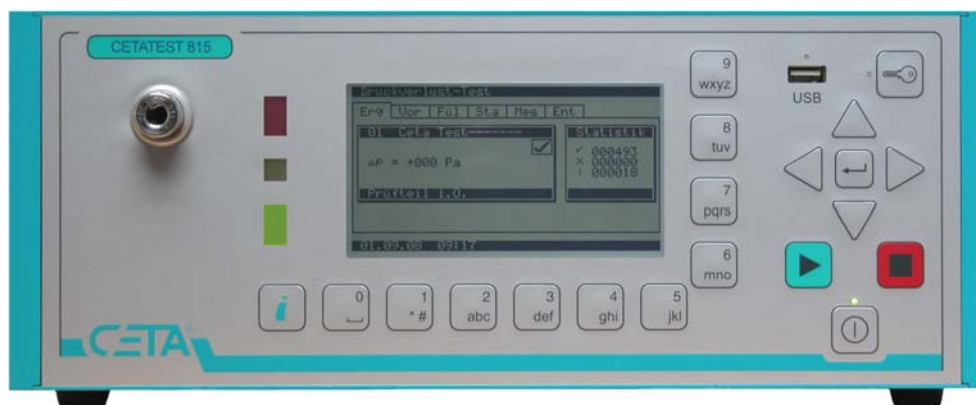 CETATEST 815
Druckverlust-Test
Erg Vor Fül Sta Mes Ent
01 Ceta Test-------
ΔP = +000 Pa
Prüfteil i.O.
Statistik
✓ 000493
X 000000
! 000018
01.09.08 09:17
9
wxyz
8
tuv
7
pqrs
6
mno
USB
i
0
1
*#
2
abc
3
def
4
ghi
5
jkl
CETA